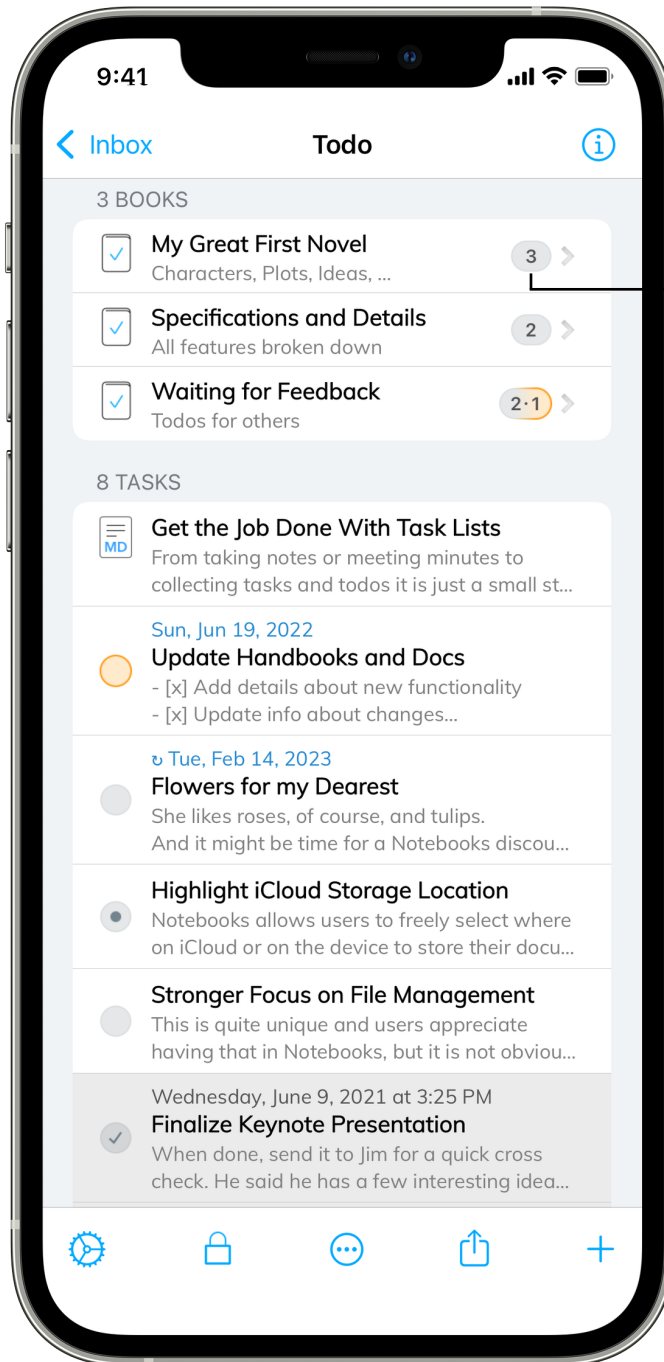 9:41
Inbox
Todo
3 BOOKS
My Great First Novel
3
Characters, Plots, Ideas, ...
Specifications and Details
2
All features broken down
Waiting for Feedback
2·1
Todos for others
8 TASKS
Get the Job Done With Task Lists
MD
From taking notes or meeting minutes to
collecting tasks and todos it is just a small st...
Sun, Jun 19, 2022
Update Handbooks and Docs
- [x] Add details about new functionality
- [x] Update info about changes...
↻ Tue, Feb 14, 2023
Flowers for my Dearest
She likes roses, of course, and tulips.
And it might be time for a Notebooks discou...
Highlight iCloud Storage Location
Notebooks allows users to freely select where
on iCloud or on the device to store their docu...
Stronger Focus on File Management
This is quite unique and users appreciate
having that in Notebooks, but it is not obviou...
Wednesday, June 9, 2021 at 3:25 PM
Finalize Keynote Presentation
When done, send it to Jim for a quick cross
check. He said he has a few interesting idea...